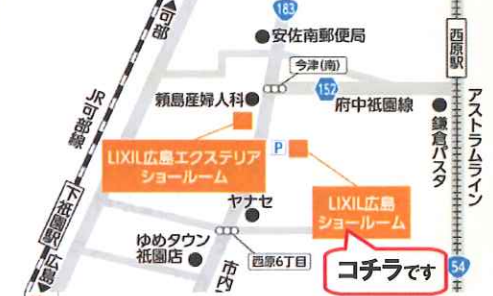 183
安佐南郵便局
可部
西原駅
今津(南)
152
府中祇園線
頼島産婦人科
JR可部線
鎌倉パスタ
アストラムライン
LIXIL広島エクステリア
ショールーム
P
LIXIL広島
ショールーム
ヤナセ
下祇園駅
広島
ゆめタウン
祇園店
西原6丁目
市内
コチラです
54